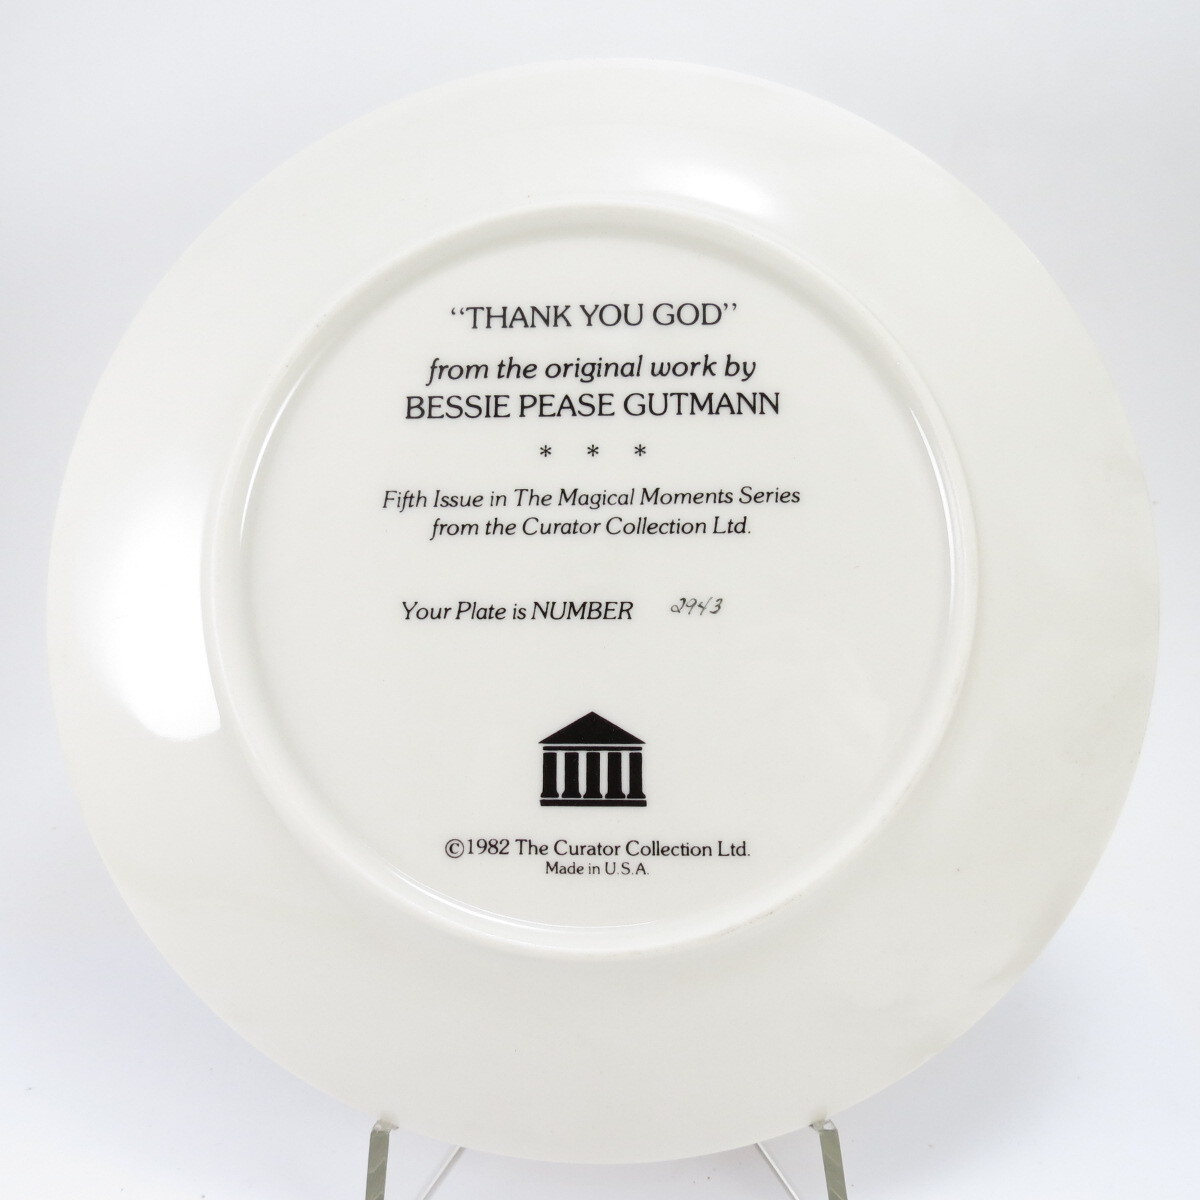 “THANK YOU GOD”
from the original work by
BESSIE PEASE GUTMANN
* * *
Fifth Issue in The Magical Moments Series
from the Curator Collection Ltd.
Your Plate is NUMBER 2943
©1982 The Curator Collection Ltd.
Made in U.S.A.